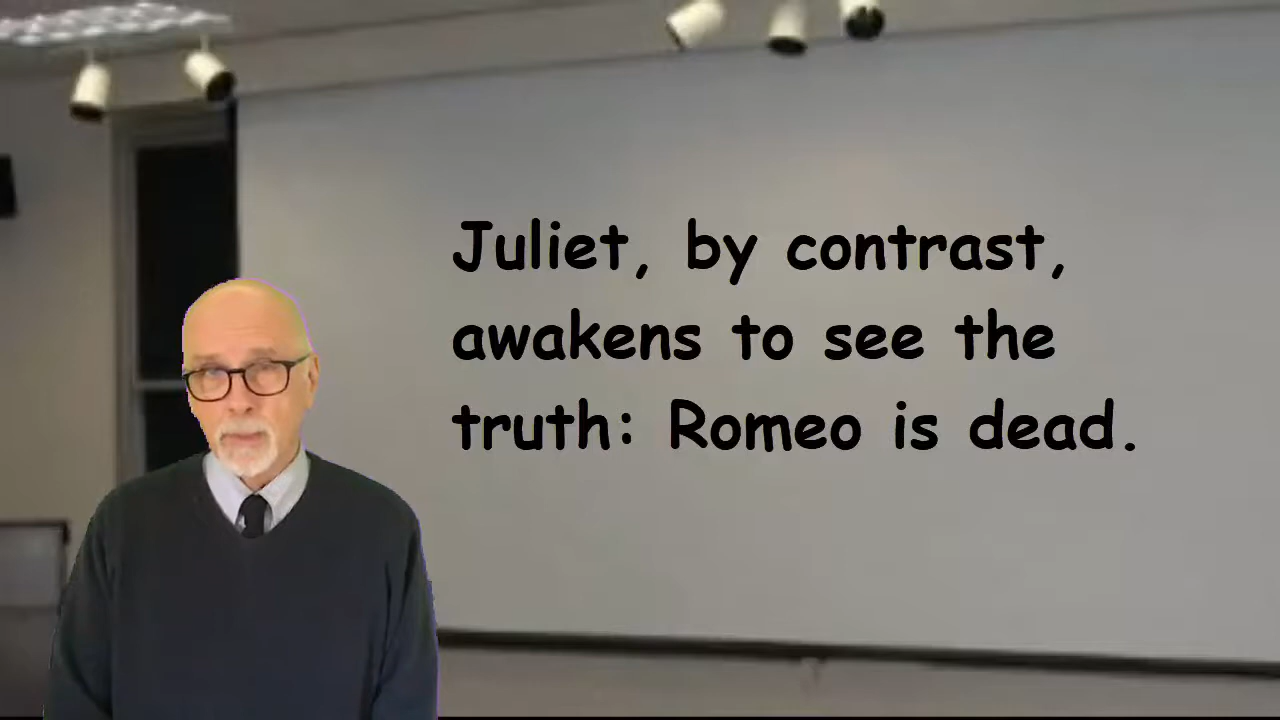 Juliet, by contrast,
awakens to see the
truth: Romeo is dead.